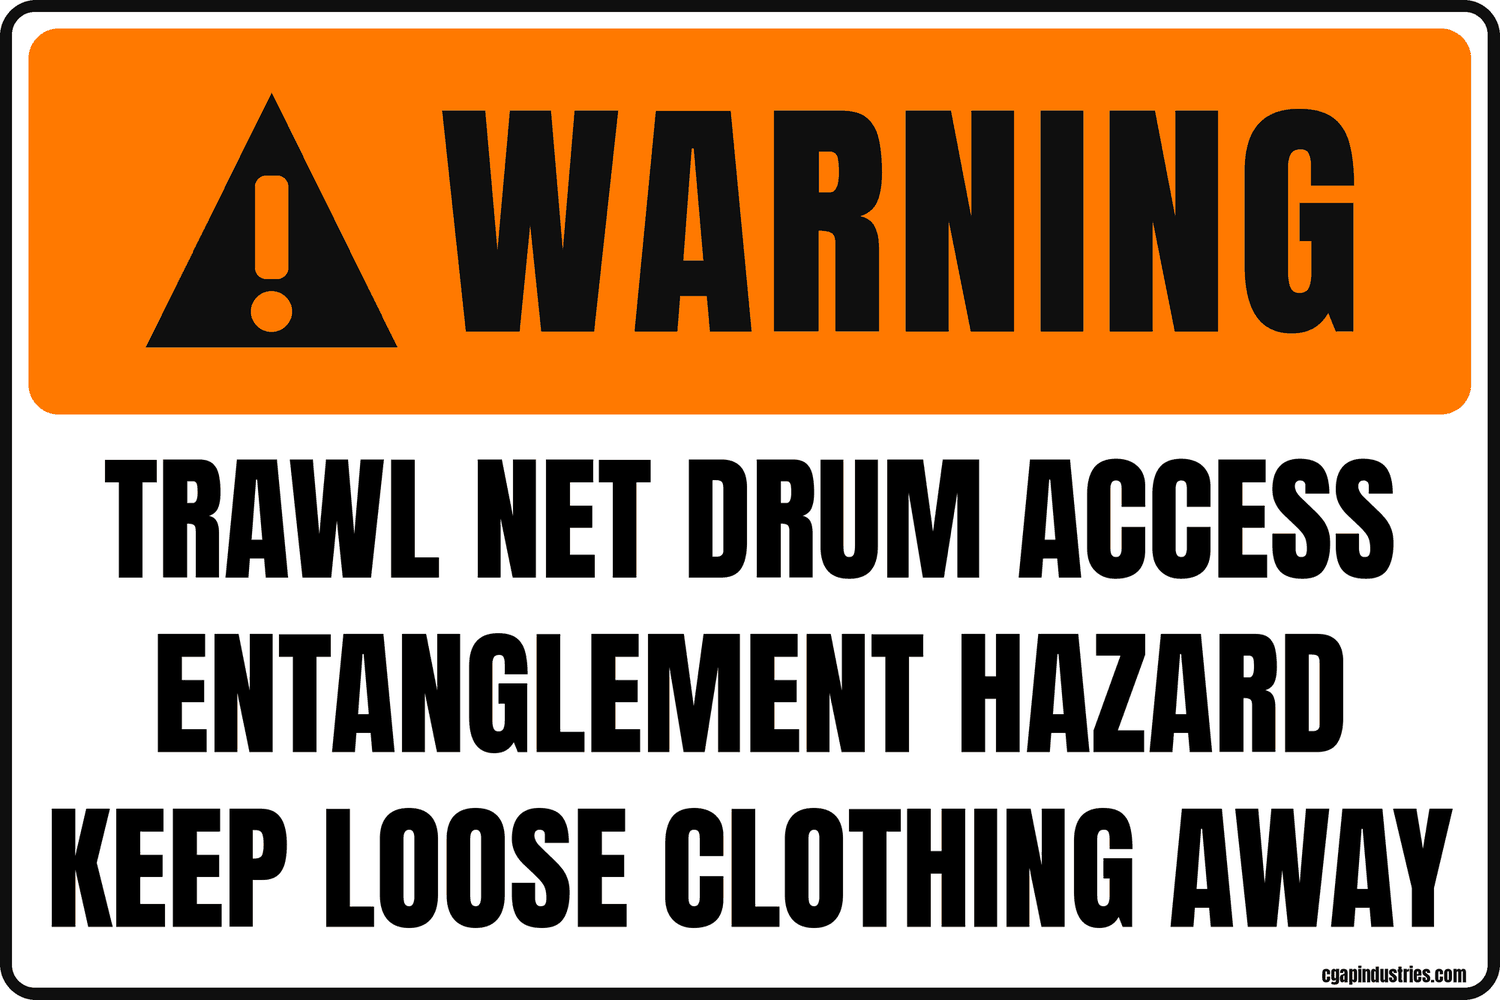 WARNING
TRAWL NET DRUM ACCESS
ENTANGLEMENT HAZARD
KEEP LOOSE CLOTHING AWAY
cgapindustries.com